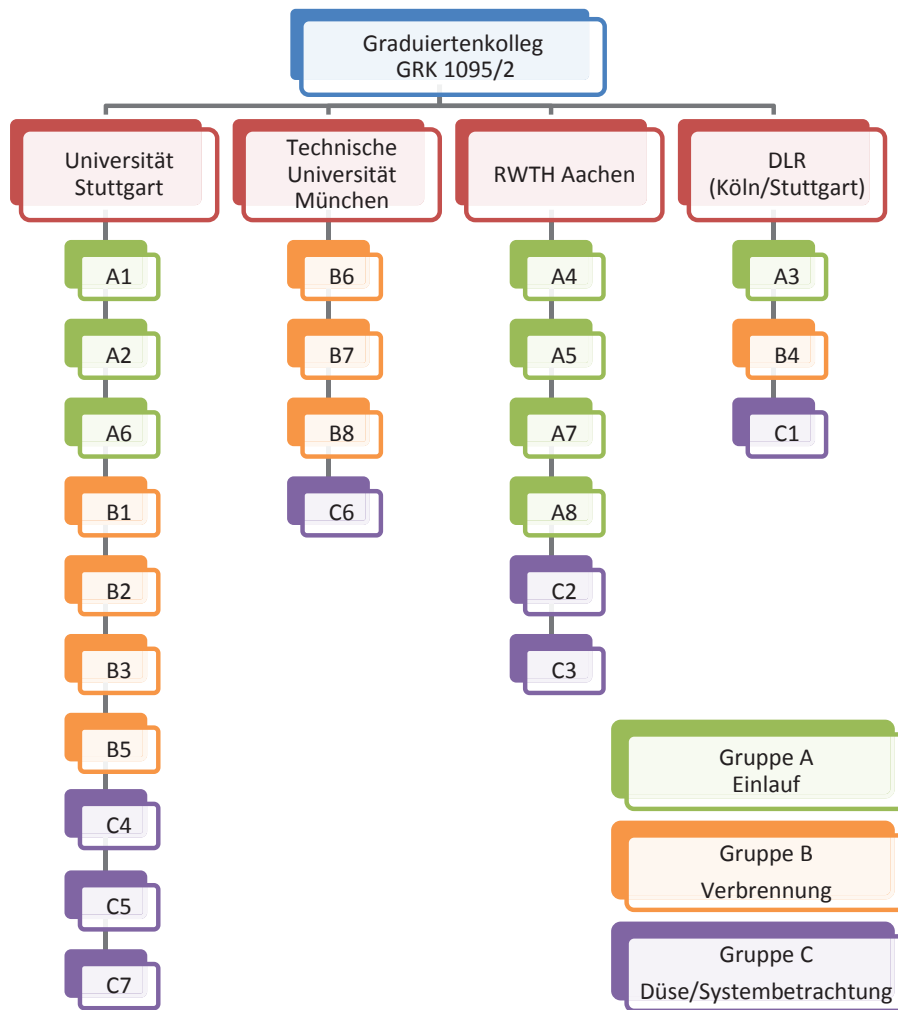 Graduiertenkolleg
GRK 1095/2
Universität
Stuttgart
Technische
Universität
München
RWTH Aachen
DLR
(Köln/Stuttgart)
A1
A2
A6
B1
B2
B3
B5
C4
C5
C7
B6
B7
B8
C6
A4
A5
A7
A8
C2
C3
A3
B4
C1
Gruppe A
Einlauf
Gruppe B
Verbrennung
Gruppe C
Düse/Systembetrachtung